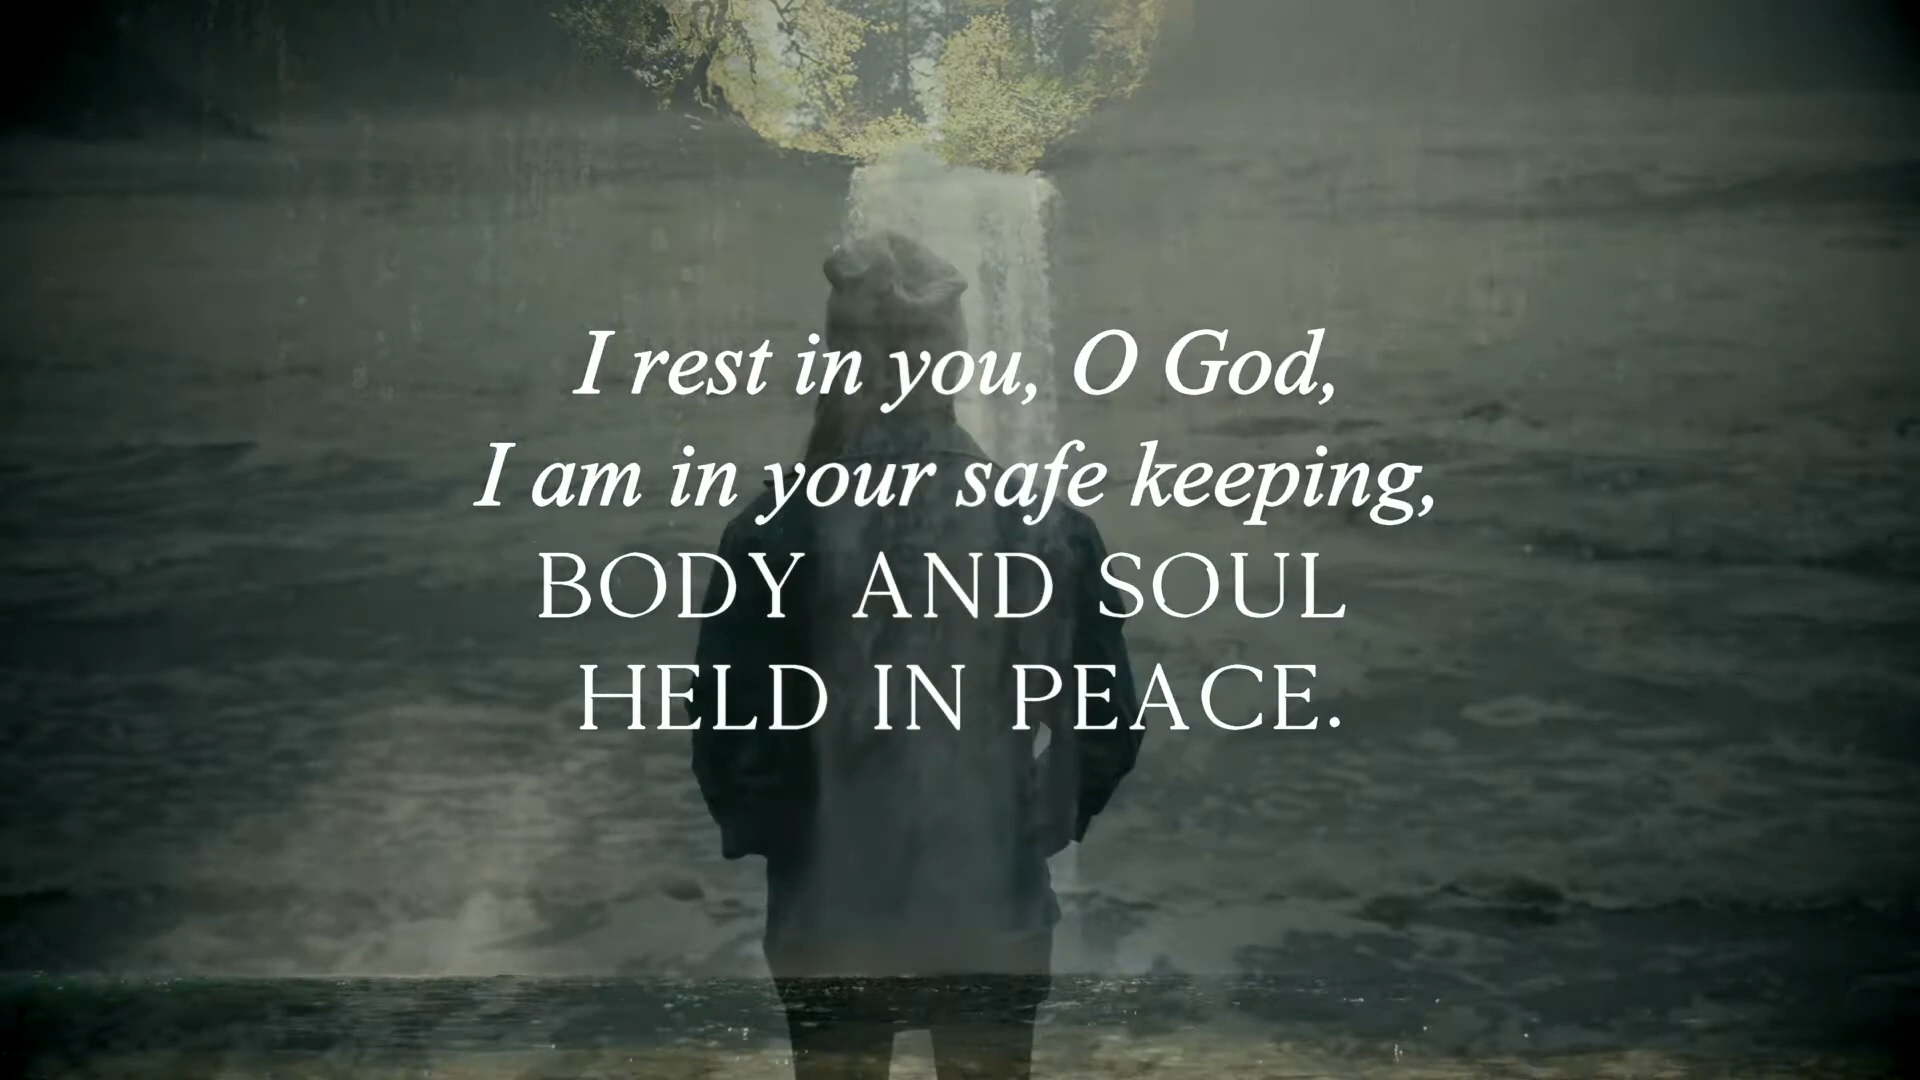 I rest in you, O God,
I am in your safe keeping,
BODY AND SOUL
HELD IN PEACE.